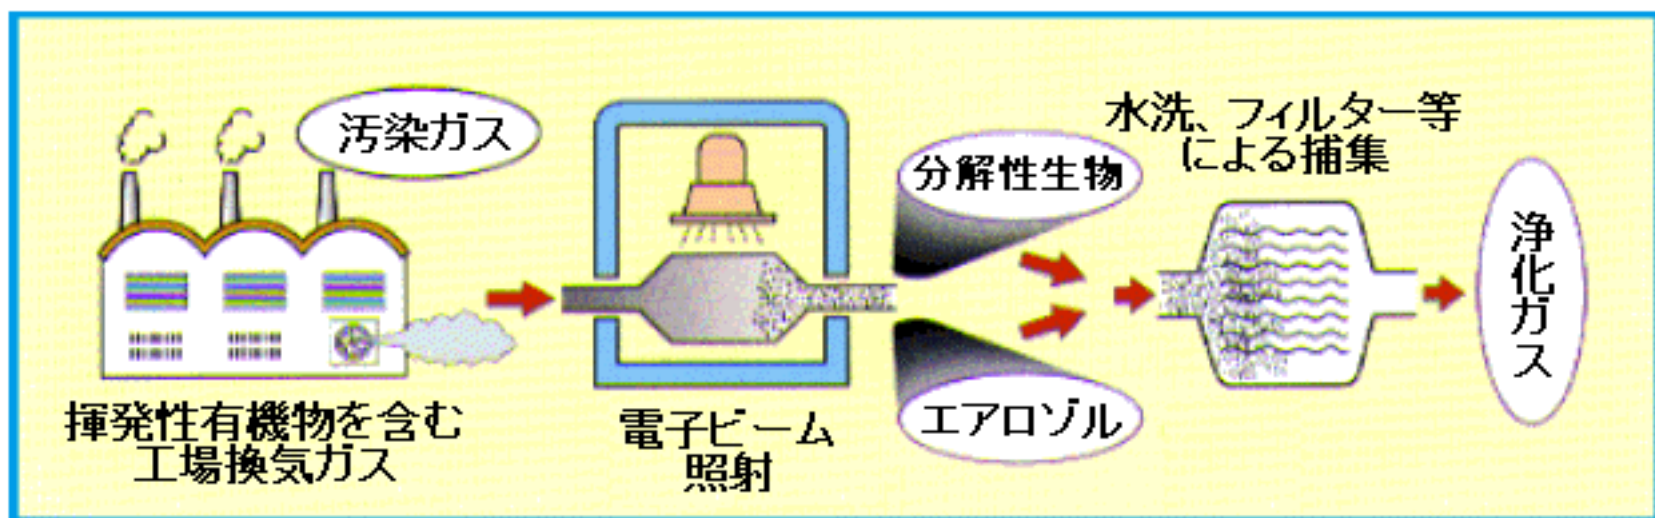 汚染ガス
揮発性有機物を含む
工場換気ガス
電子ビーム
照射
分解性生物
エアロゾル
水洗、フィルター等
による捕集
浄化ガス